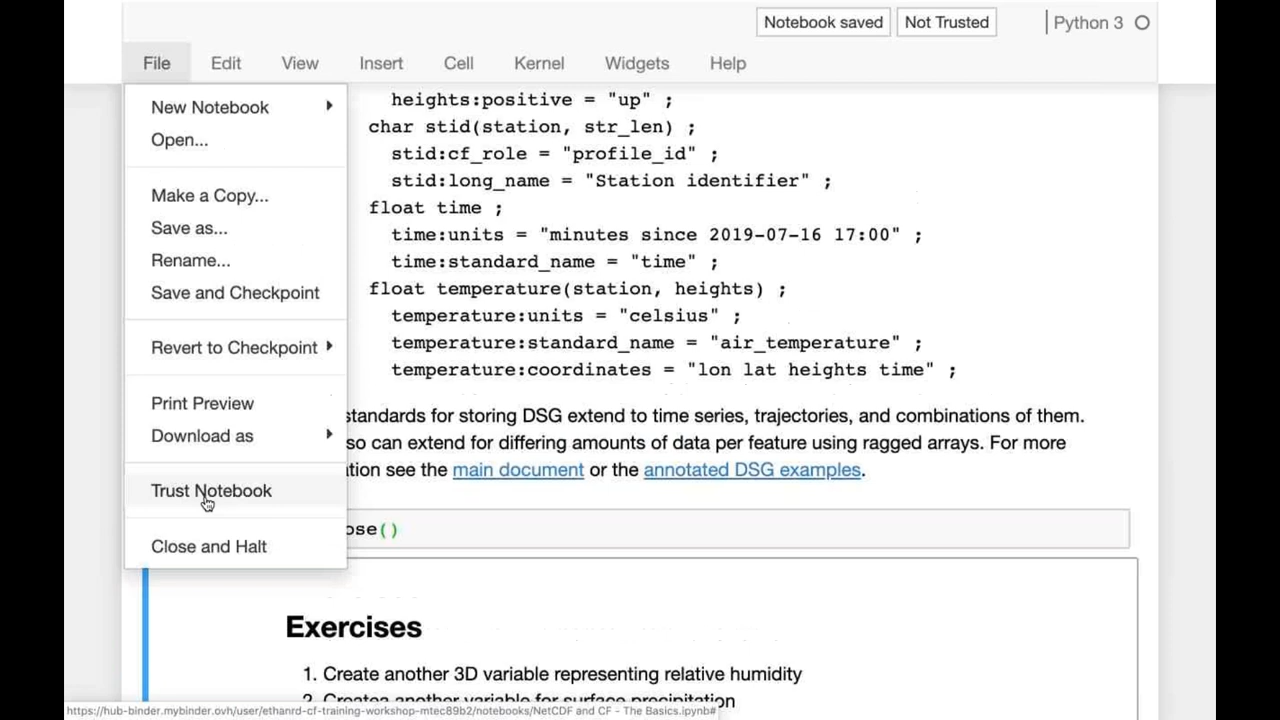 Notebook saved Not Trusted Python 3
File Edit View Insert Cell Kernel Widgets Help
New Notebook
Open...
Make a Copy...
Save as...
Rename...
Save and Checkpoint
Revert to Checkpoint
Print Preview
Download as
Trust Notebook
Close and Halt
heights:positive = "up" ;
char stid(station, str_len) ;
stid:cf_role = "profile_id" ;
stid:long_name = "Station identifier" ;
float time ;
time:units = "minutes since 2019-07-16 17:00" ;
time:standard_name = "time" ;
float temperature(station, heights) ;
temperature:units = "celsius" ;
temperature:standard_name = "air_temperature" ;
temperature:coordinates = "lon lat heights time" ;
standards for storing DSG extend to time series, trajectories, and combinations of them.
so can extend for differing amounts of data per feature using ragged arrays. For more
ation see the main document or the annotated DSG examples.
ose()
Exercises
1. Create another 3D variable representing relative humidity
2. Createa another variable for surface precipitation
https://hub-binder.mybinder.ovh/user/ethanrd-cf-training-workshop-mtec89b2/notebooks/NetCDF and CF - The Basics.ipynb#